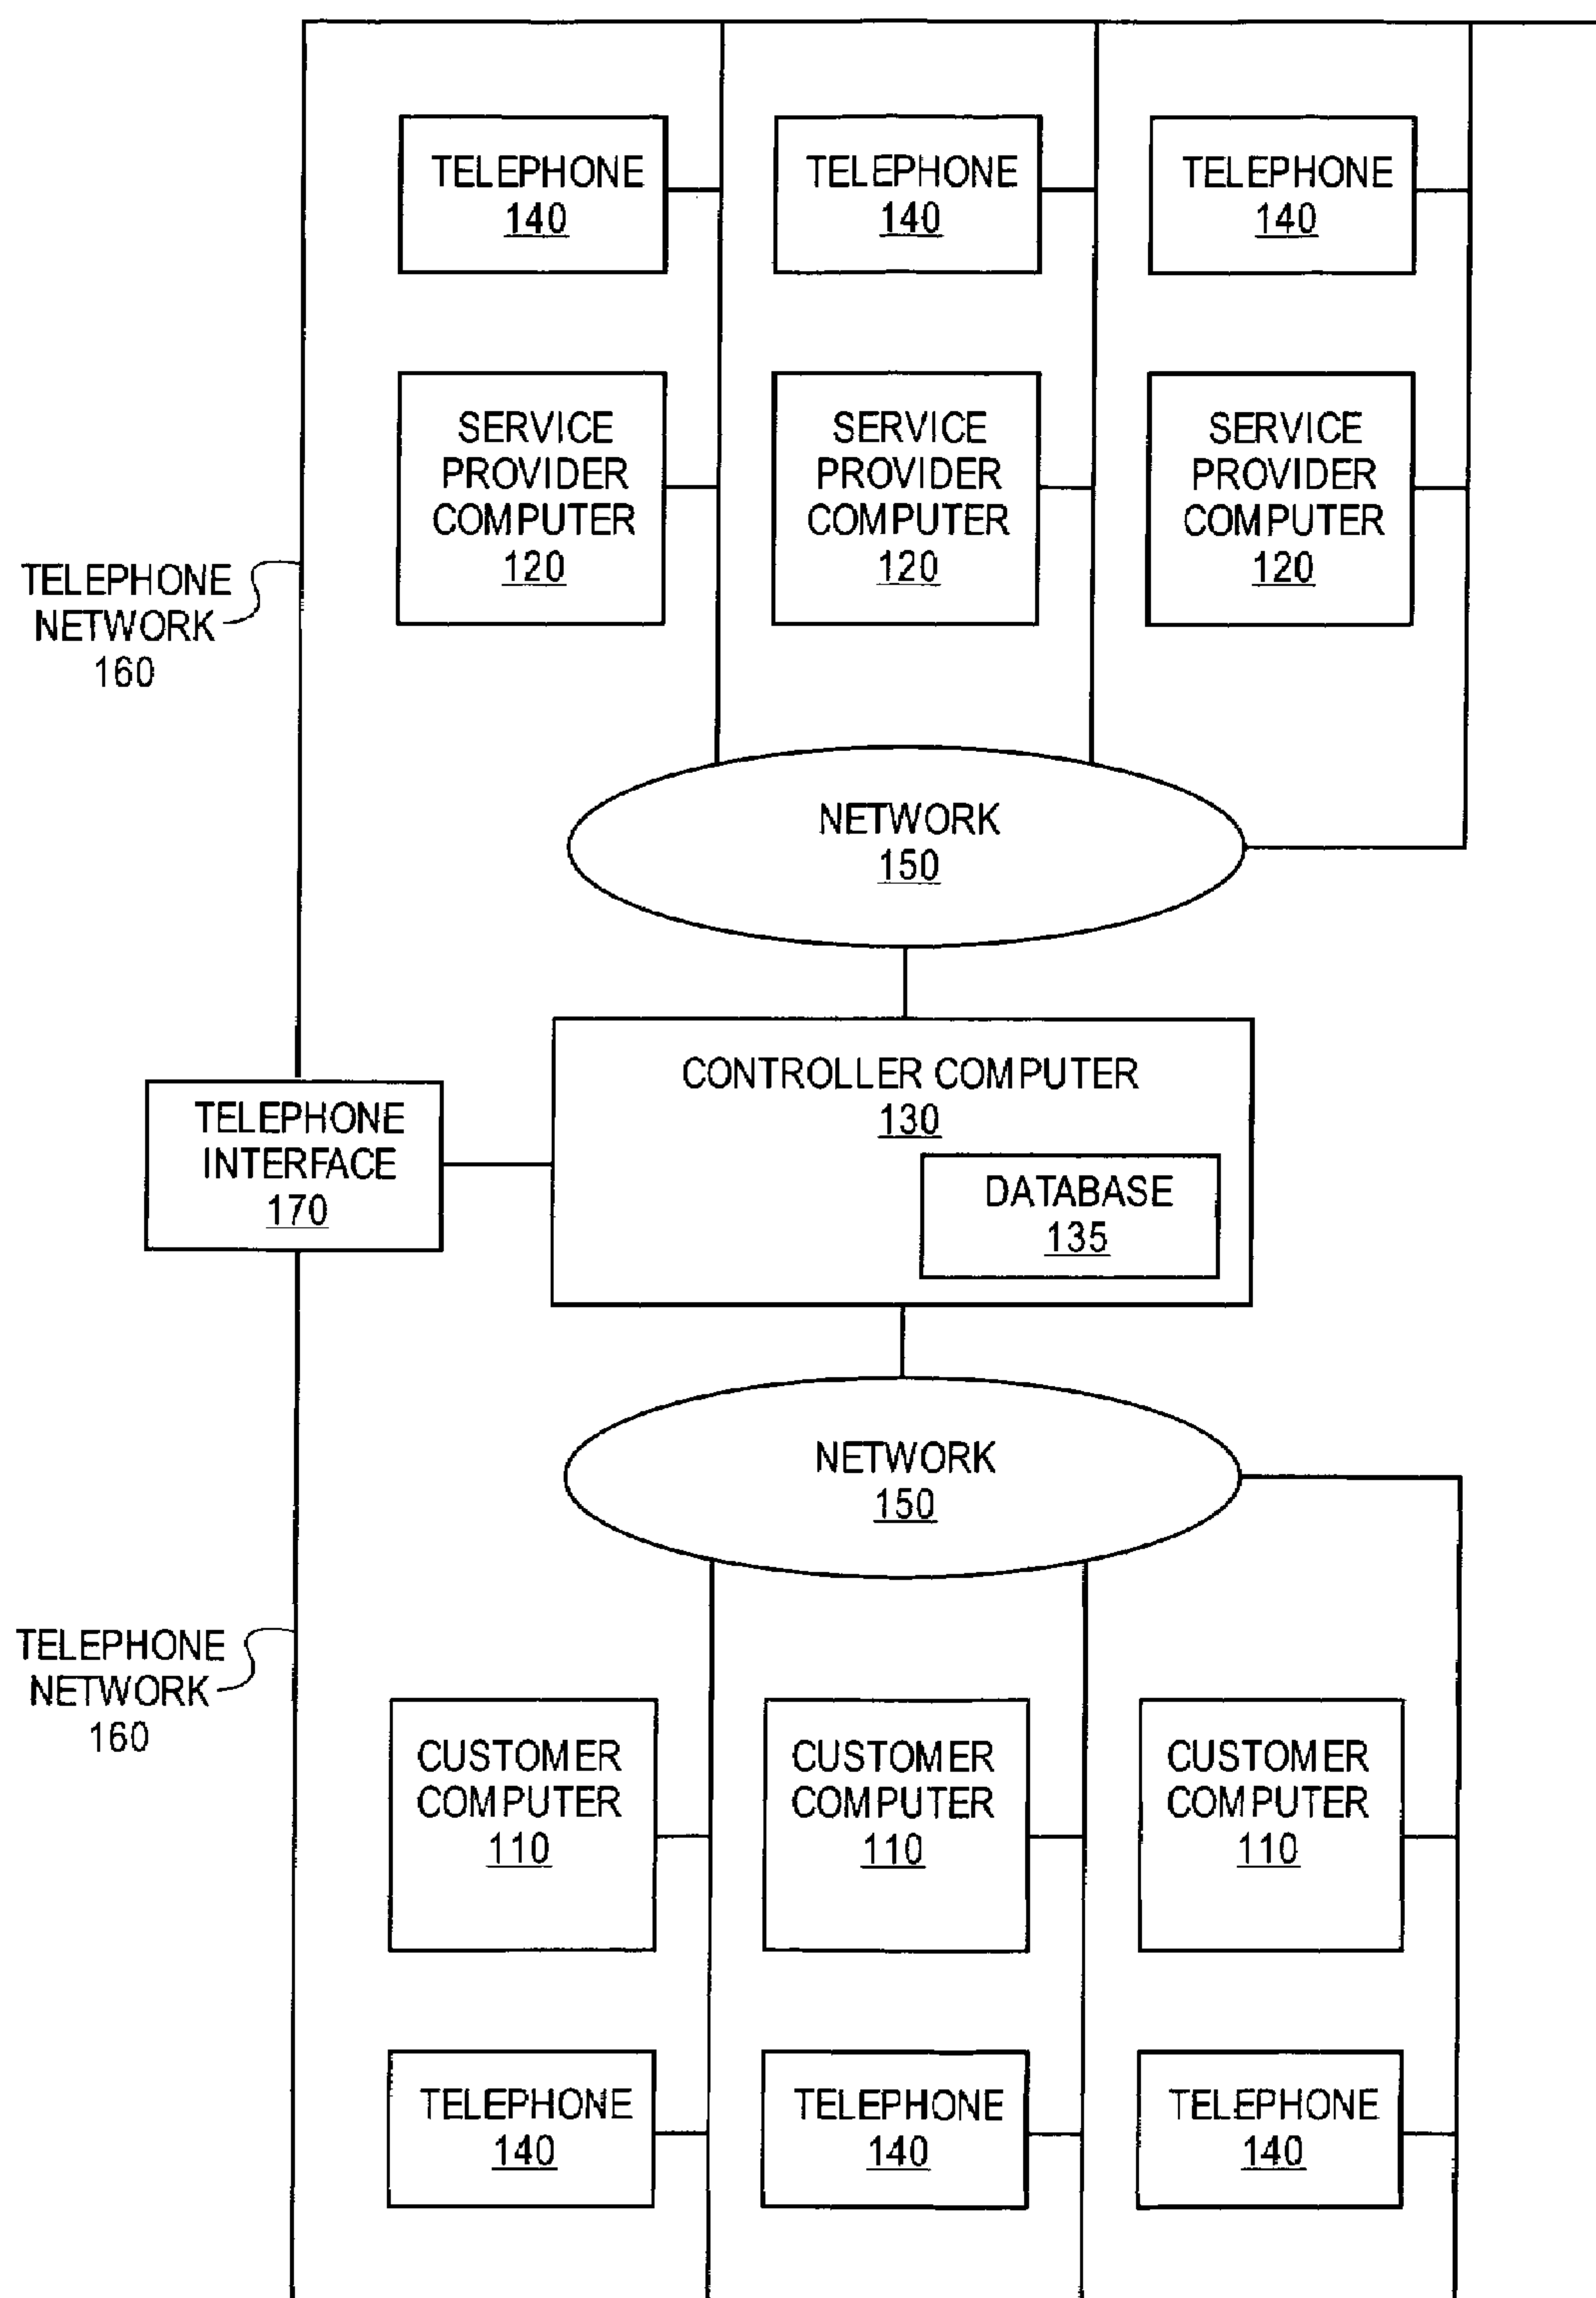 TELEPHONE
140
TELEPHONE
140
TELEPHONE
140
SERVICE
PROVIDER
COMPUTER
120
SERVICE
PROVIDER
COMPUTER
120
SERVICE
PROVIDER
COMPUTER
120
TELEPHONE
NETWORK
160
NETWORK
150
CONTROLLER COMPUTER
130
TELEPHONE
INTERFACE
170
DATABASE
135
NETWORK
150
TELEPHONE
NETWORK
160
CUSTOMER
COMPUTER
110
CUSTOMER
COMPUTER
110
CUSTOMER
COMPUTER
110
TELEPHONE
140
TELEPHONE
140
TELEPHONE
140